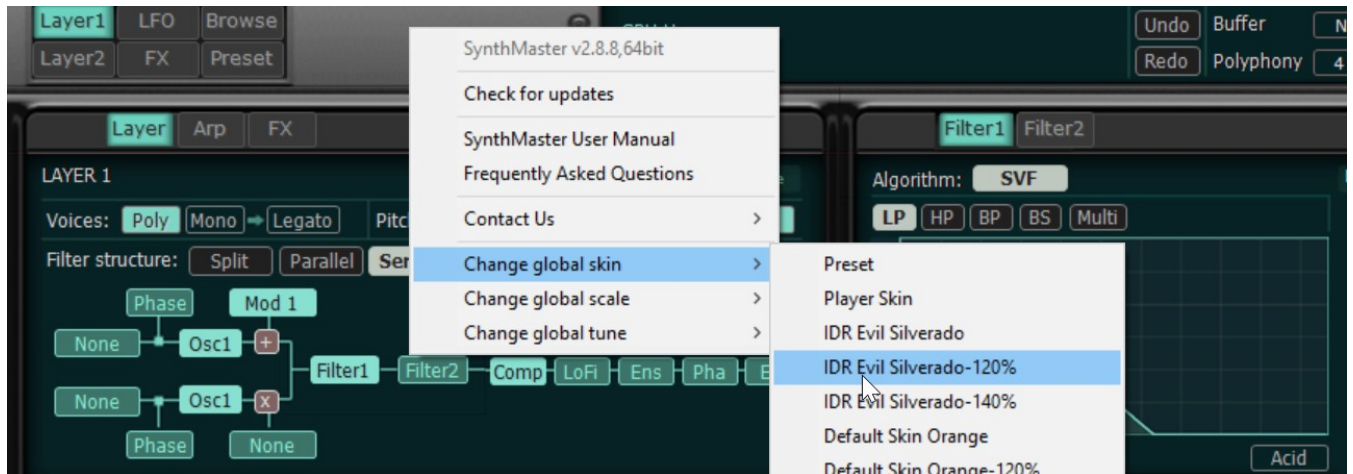 Layer1 LFO Browse
Layer2 FX Preset
Undo Buffer
Redo Polyphony 4
SynthMaster v2.8.8,64bit
Check for updates
SynthMaster User Manual
Frequently Asked Questions
Contact Us
Change global skin
Change global scale
Change global tune
Preset
Player Skin
IDR Evil Silverado
IDR Evil Silverado-120%
IDR Evil Silverado-140%
Default Skin Orange
Default Skin Orange-120%
Layer Arp FX
LAYER 1
Voices: Poly Mono Legato
Filter structure: Split Parallel
Phase Mod 1
None Osc1 +
Filter1 Filter2 Comp LoFi Ens Pha
None Osc1 x
Phase None
Filter1 Filter2
Algorithm: SVF
LP HP BP BS Multi
Acid